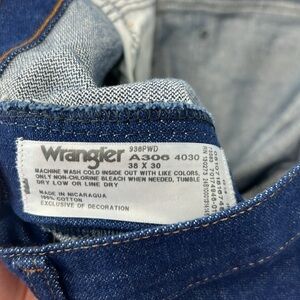 Wrangler
936PWD
A306 4030
38 X 30
MACHINE WASH COLD INSIDE OUT WITH LIKE COLORS,
ONLY NON-CHLORINE BLEACH WHEN NEEDED, TUMBLE
DRY LOW OR LINE DRY
MADE IN NICARAGUA
100% COTTON
EXCLUSIVE OF DECORATION